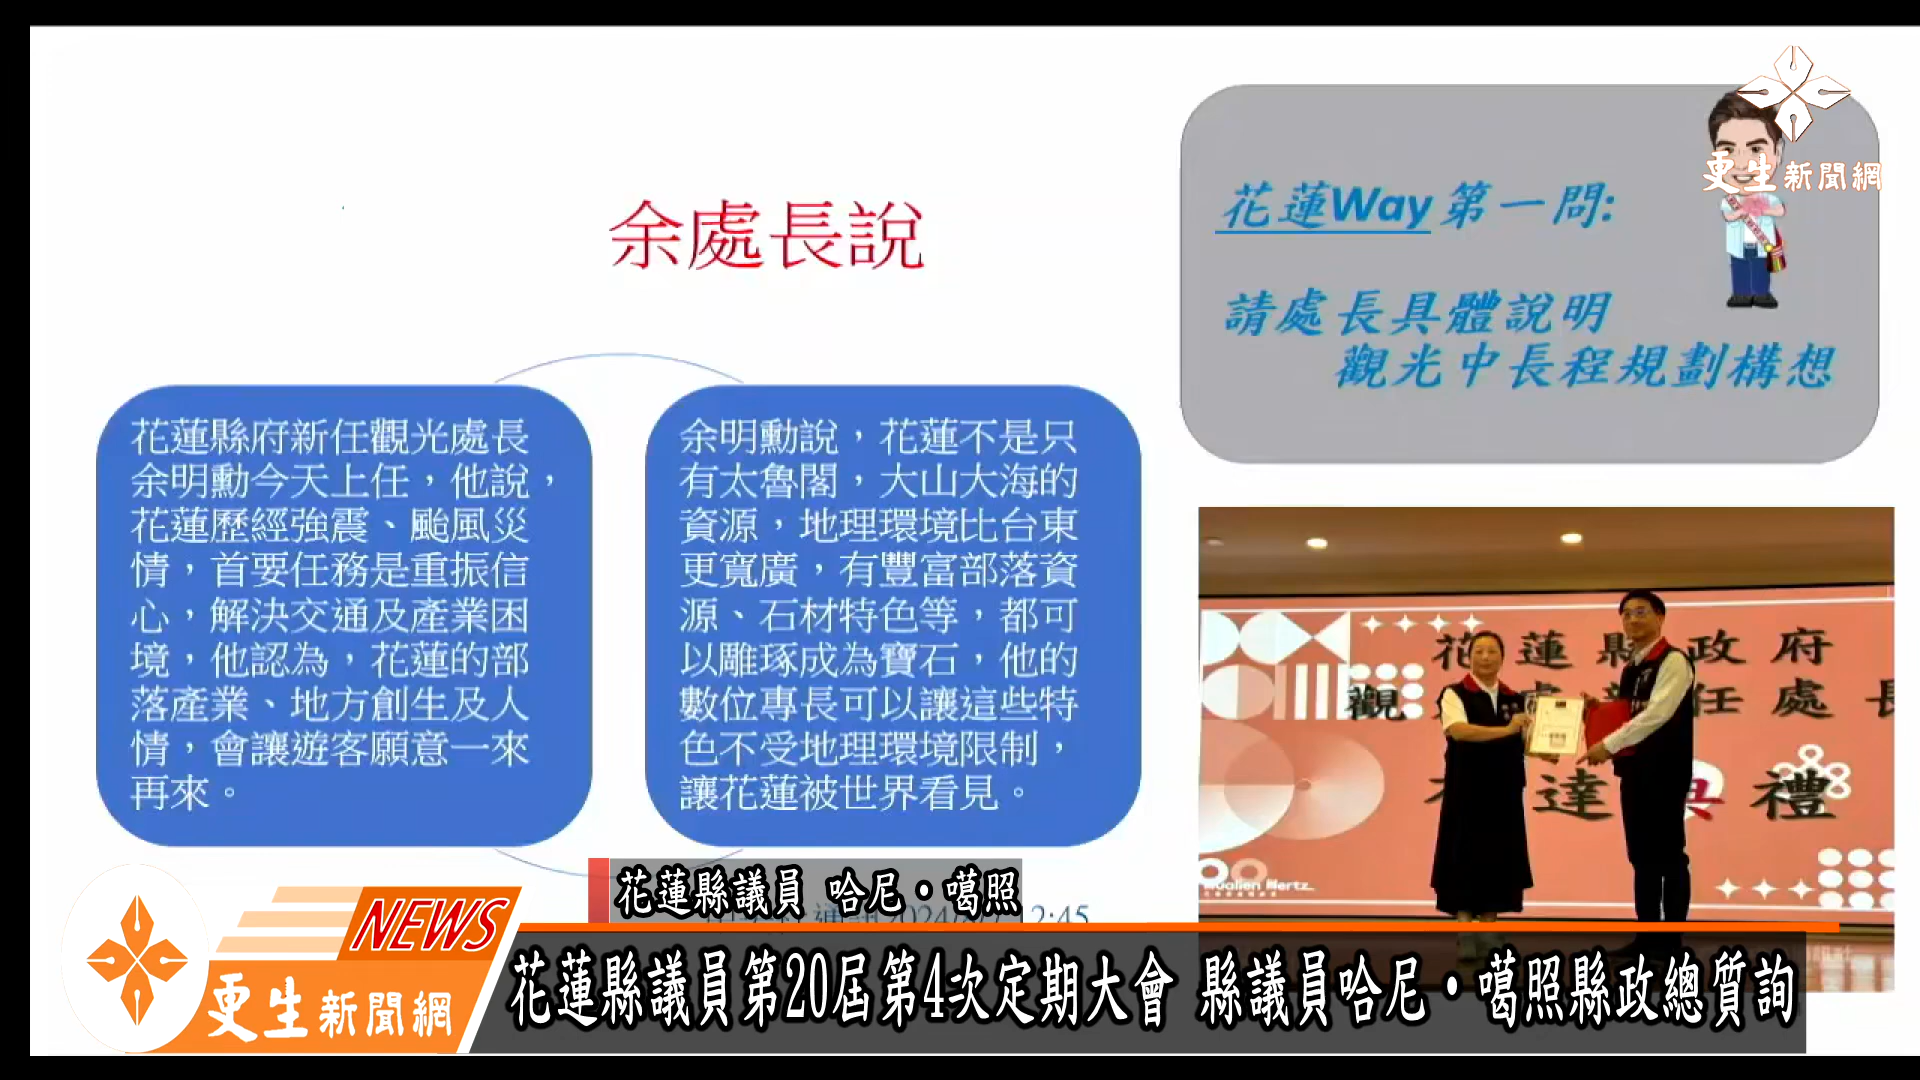 余處長說
花蓮縣府新任觀光處長
余明勳今天上任，他說，
花蓮歷經強震、颱風災
情，首要任務是重振信
心，解決交通及產業困
境，他認為，花蓮的部
落產業、地方創生及人
情，會讓遊客願意一來
再來。
余明勳說，花蓮不是只
有太魯閣，大山大海的
資源，地理環境比台東
更寬廣，有豐富部落資
源、石材特色等，都可
以雕琢成為寶石，他的
數位專長可以讓這些特
色不受地理環境限制，
讓花蓮被世界看見。
花蓮Way第一問:
請處長具體說明
觀光中長程規劃構想
更生新聞網
花蓮縣政府
觀
任處長
達典禮
Hualien Hertz
花蓮縣議員 哈尼·噶照
2:45
NEWS
更生新聞網
花蓮縣議員第20屆第4次定期大會 縣議員哈尼·噶照縣政總質詢